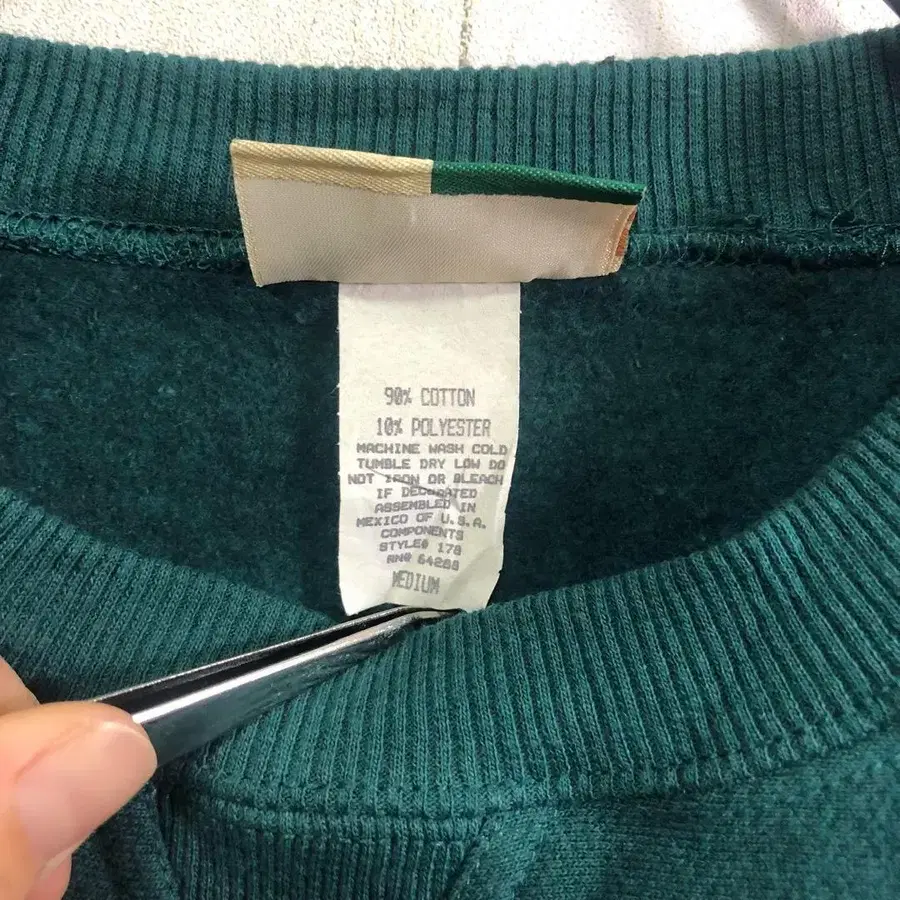 90% COTTON
10% POLYESTER
MACHINE WASH COLD
TUMBLE DRY LOW DO
NOT IRON OR BLEACH
IF DECORATED
ASSEMBLED IN
MEXICO OF U.S.A.
COMPONENTS
STYLE# 178
RN# 64288
MEDIUM